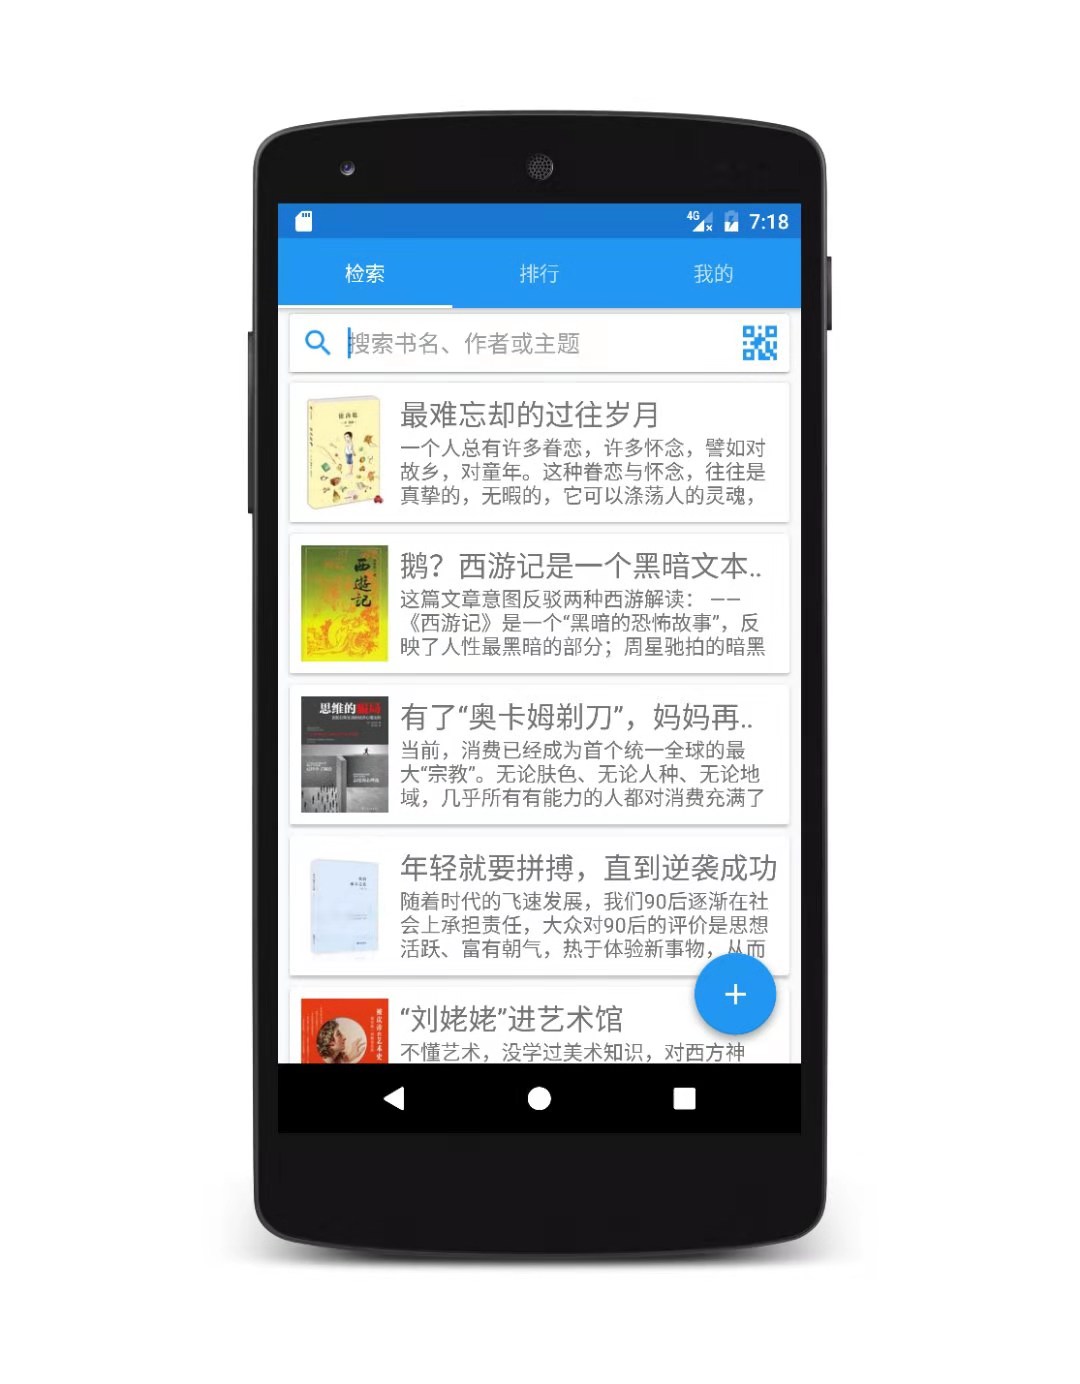 4G 7:18
检索 排行 我的
搜索书名、作者或主题
最难忘却的过往岁月
一个人总有许多眷恋，许多怀念，譬如对
故乡，对童年。这种眷恋与怀念，往往是
真挚的，无暇的，它可以涤荡人的灵魂，
西遊記
鹅？西游记是一个黑暗文本..
这篇文章意图反驳两种西游解读： ——
《西游记》是一个“黑暗的恐怖故事”，反
映了人性最黑暗的部分；周星驰拍的暗黑
思维的骗局
有了“奥卡姆剃刀”，妈妈再..
当前，消费已经成为首个统一全球的最
大“宗教”。无论肤色、无论人种、无论地
域，几乎所有有能力的人都对消费充满了
年轻就要拼搏，直到逆袭成功
随着时代的飞速发展，我们90后逐渐在社
会上承担责任，大众对90后的评价是思想
活跃、富有朝气，热于体验新事物，从而
“刘姥姥”进艺术馆
不懂艺术，没学过美术知识，对西方神